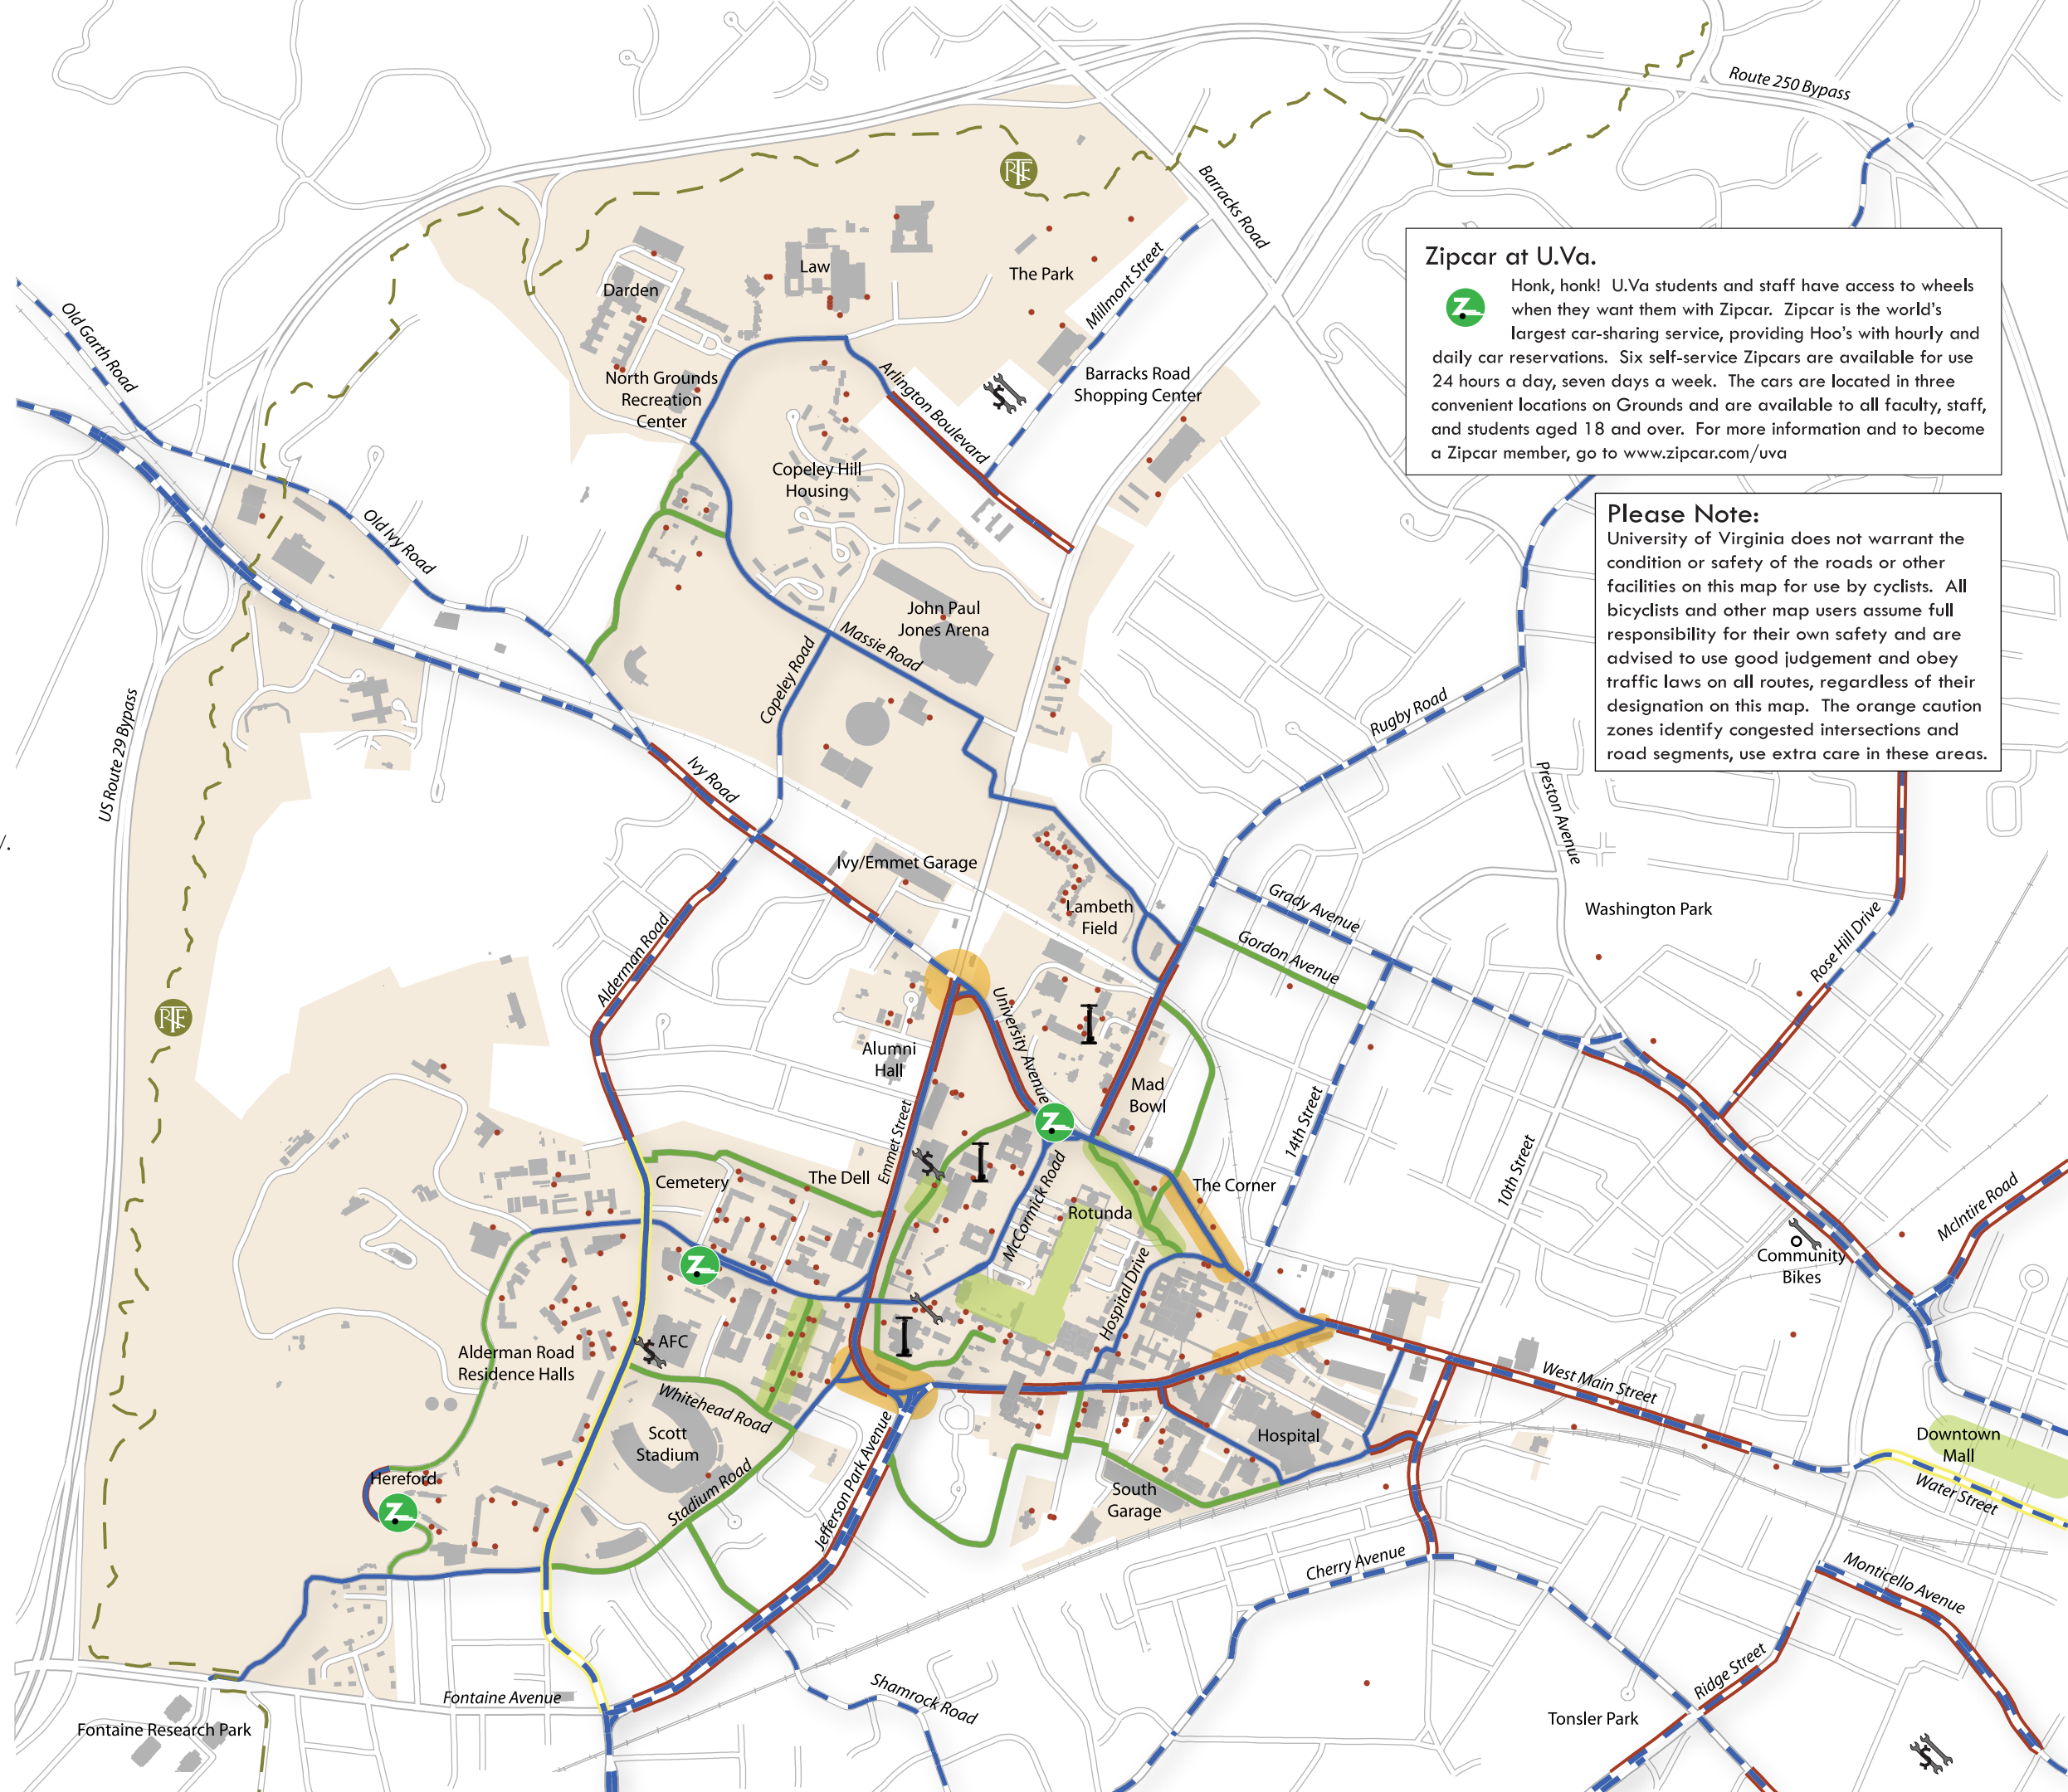 Route 250 Bypass
Barracks Road
Zipcar at U.Va.
Honk, honk!  U.Va students and staff have access to wheels
when they want them with Zipcar.  Zipcar is the world's
largest car-sharing service, providing Hoo's with hourly and
daily car reservations.  Six self-service Zipcars are available for use
24 hours a day, seven days a week.  The cars are located in three
convenient locations on Grounds and are available to all faculty, staff,
and students aged 18 and over.  For more information and to become
a Zipcar member, go to www.zipcar.com/uva
Please Note:
University of Virginia does not warrant the
condition or safety of the roads or other
facilities on this map for use by cyclists.  All
bicyclists and other map users assume full
responsibility for their own safety and are
advised to use good judgement and obey
traffic laws on all routes, regardless of their
designation on this map.  The orange caution
zones identify congested intersections and
road segments, use extra care in these areas.
RTF
Law
Darden
The Park
Millmont Street
Old Garth Road
North Grounds
Recreation
Center
Arlington Boulevard
Barracks Road
Shopping Center
Copeley Hill
Housing
Old Ivy Road
John Paul
Jones Arena
Massie Road
Copeley Road
US Route 29 Bypass
Ivy Road
Rugby Road
Preston Avenue
/.
Ivy/Emmet Garage
Lambeth
Field
Grady Avenue
Gordon Avenue
Washington Park
Rose Hill Drive
Alderman Road
RTF
University Avenue
Alumni
Hall
Mad
Bowl
Emmet Street
14th Street
10th Street
Z
The Dell
Cemetery
McCormick Road
Rotunda
The Corner
McIntire Road
Community
Bikes
Z
Hospital Drive
AFC
Alderman Road
Residence Halls
Whitehead Road
West Main Street
Scott
Stadium
Hospital
Downtown
Mall
Hereford
Z
Stadium Road
Jefferson Park Avenue
South
Garage
Water Street
Cherry Avenue
Monticello Avenue
Ridge Street
Fontaine Avenue
Shamrock Road
Fontaine Research Park
Tonsler Park